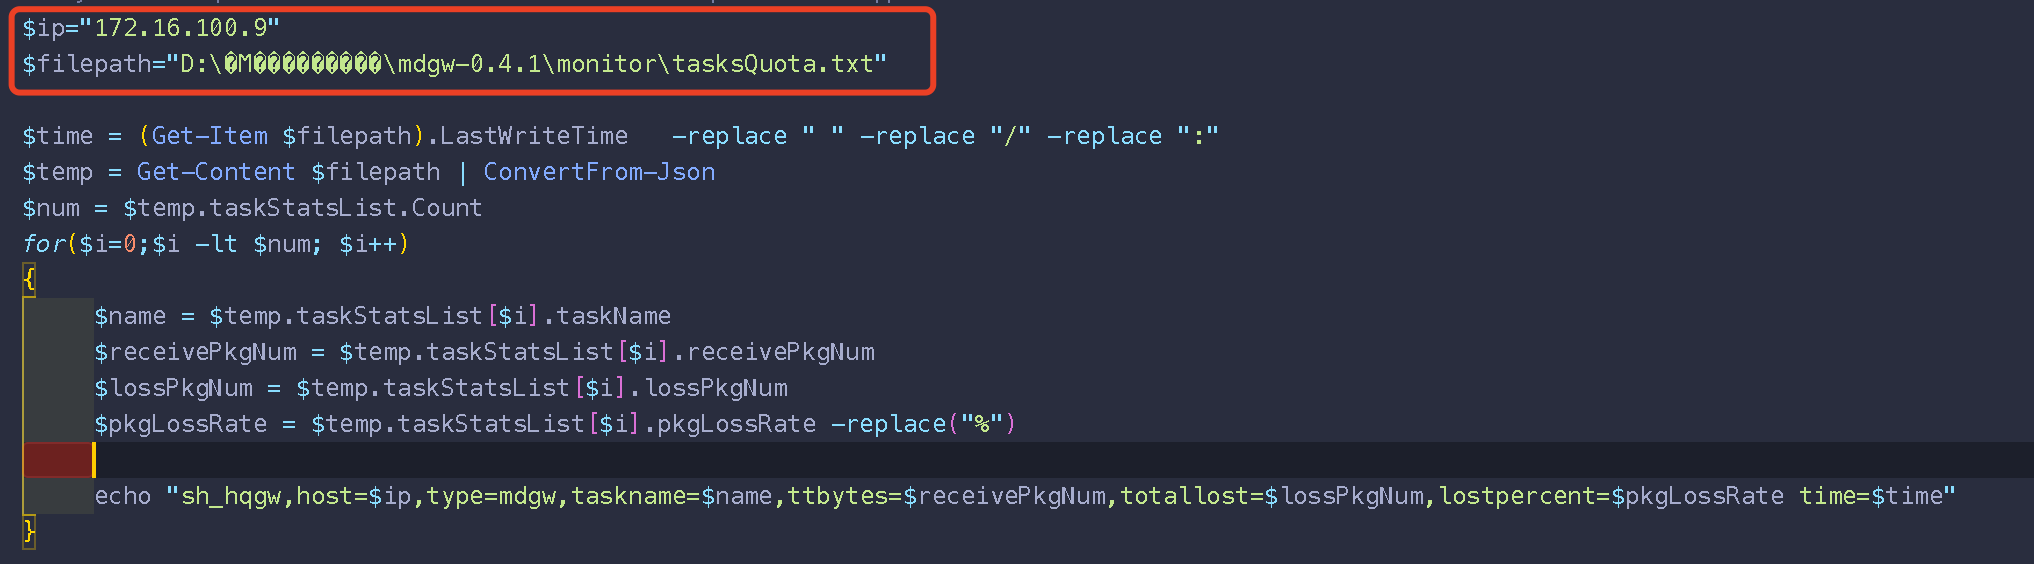 $ip="172.16.100.9"
$filepath="D:\�M���������\mdgw-0.4.1\monitor\tasksQuota.txt"
$time = (Get-Item $filepath).LastWriteTime   -replace " " -replace "/" -replace ":"
$temp = Get-Content $filepath | ConvertFrom-Json
$num = $temp.taskStatsList.Count
for($i=0;$i -lt $num; $i++)
{
     $name = $temp.taskStatsList[$i].taskName
     $receivePkgNum = $temp.taskStatsList[$i].receivePkgNum
     $lossPkgNum = $temp.taskStatsList[$i].lossPkgNum
     $pkgLossRate = $temp.taskStatsList[$i].pkgLossRate -replace("%")
     echo "sh_hqgw,host=$ip,type=mdgw,taskname=$name,ttbytes=$receivePkgNum,totallost=$lossPkgNum,lostpercent=$pkgLossRate time=$time"
}